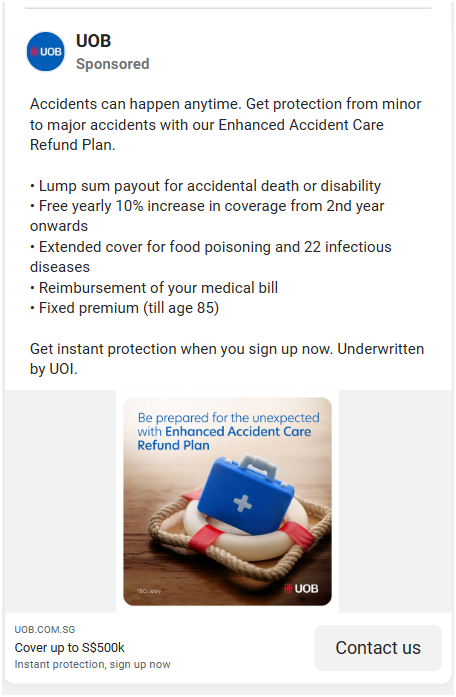 UOB
UOB
Sponsored
Accidents can happen anytime. Get protection from minor
to major accidents with our Enhanced Accident Care
Refund Plan.
• Lump sum payout for accidental death or disability
• Free yearly 10% increase in coverage from 2nd year
onwards
• Extended cover for food poisoning and 22 infectious
diseases
• Reimbursement of your medical bill
• Fixed premium (till age 85)
Get instant protection when you sign up now. Underwritten
by UOI.
Be prepared for the unexpected
with Enhanced Accident Care
Refund Plan
T&Cs apply
UOB
UOB.COM.SG
Cover up to S$500k
Instant protection, sign up now
Contact us